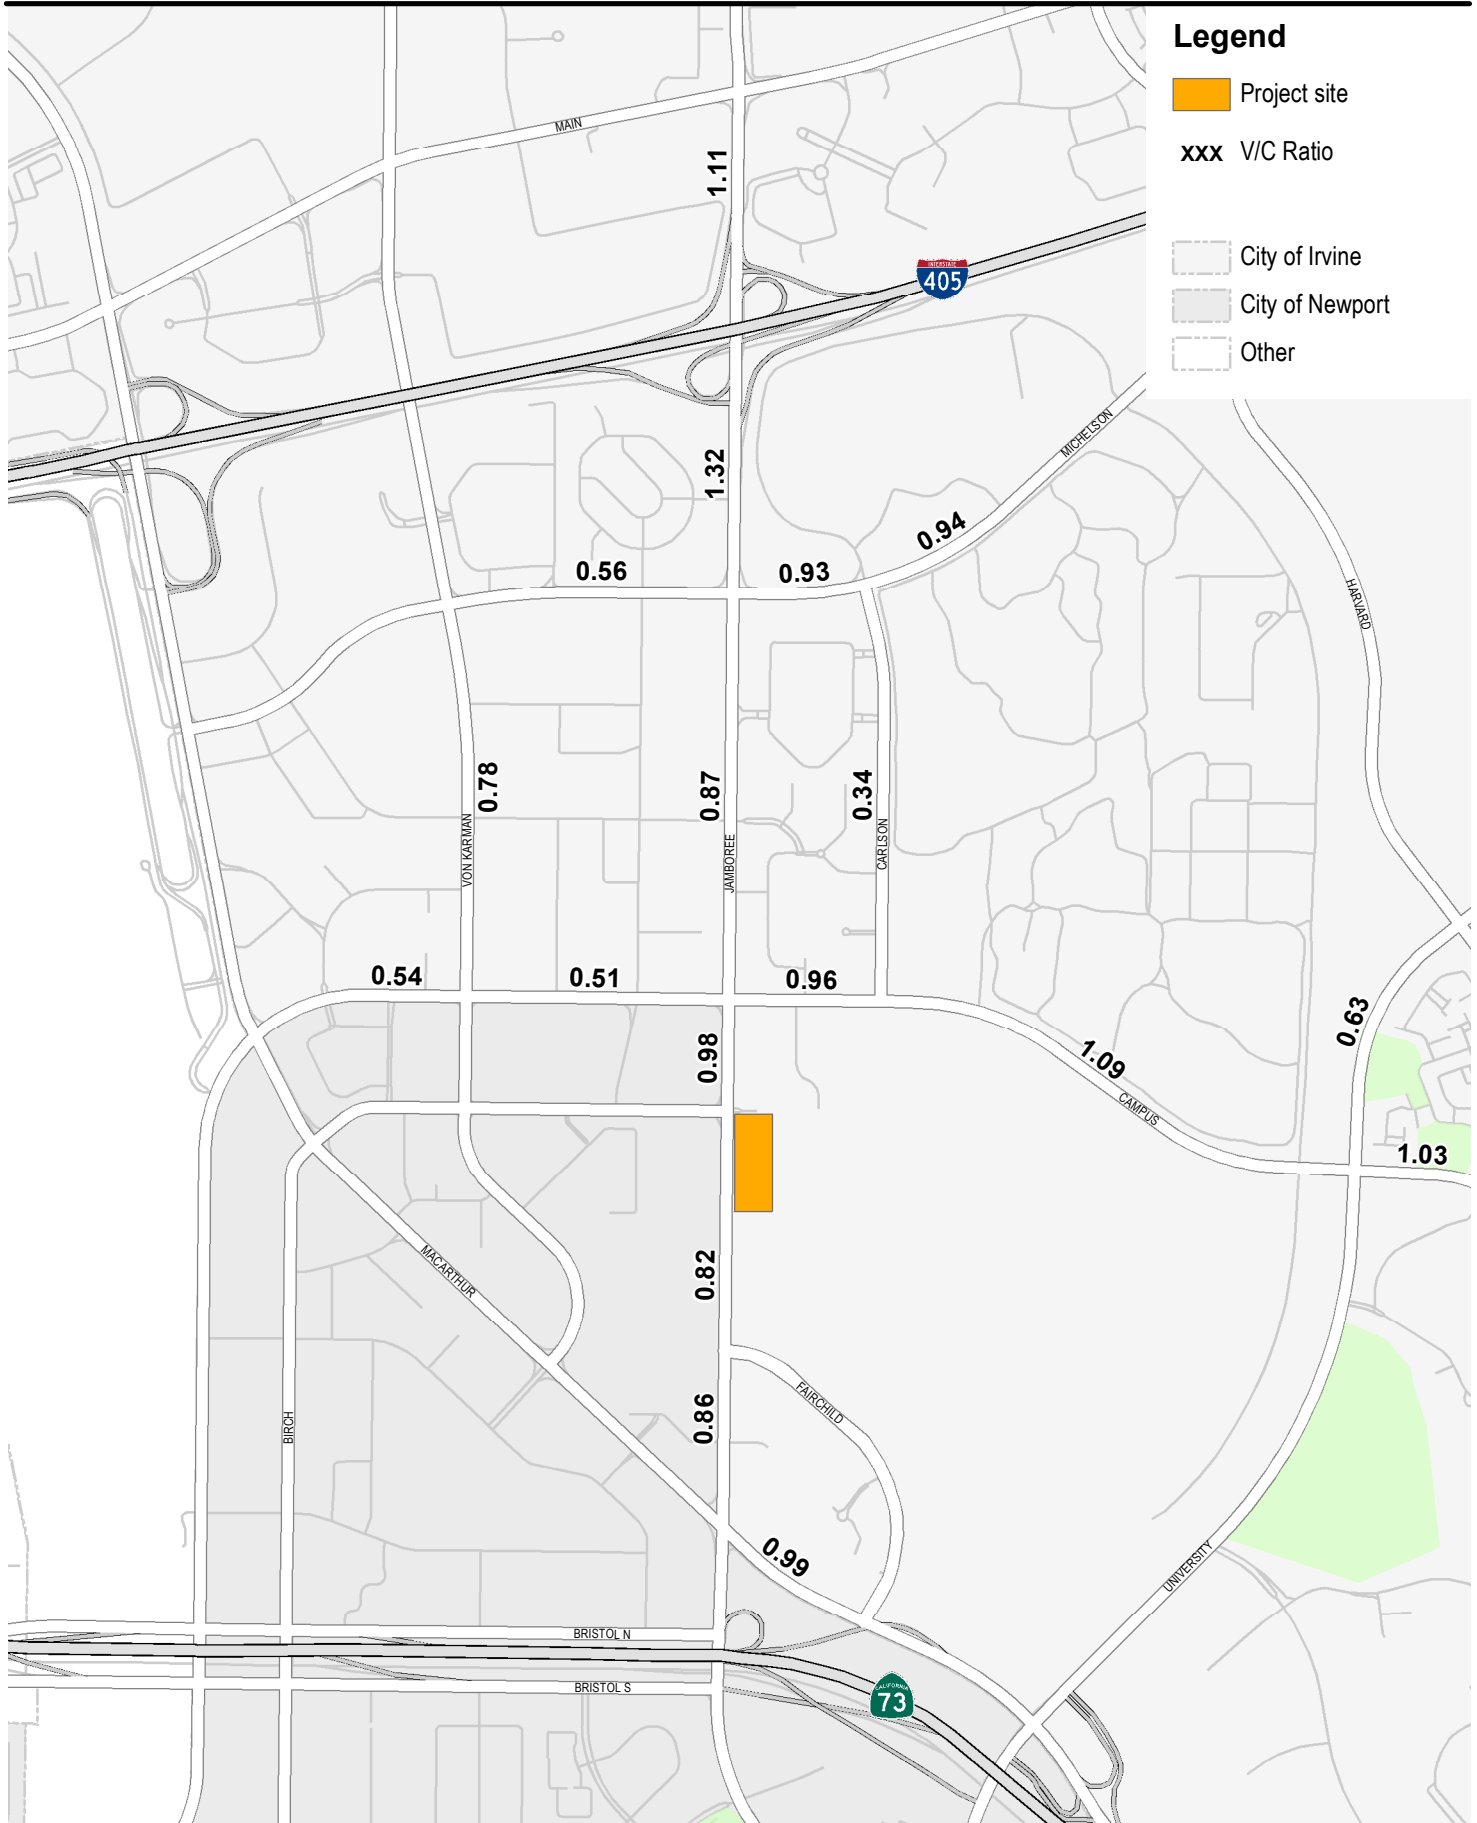 Legend
Project site
xxx V/C Ratio
City of Irvine
City of Newport
Other
MAIN
1.11
INTERSTATE
405
MICHELSON
1.32
0.94
0.56
0.93
HARVARD
0.78
0.87
0.34
VON KARMAN
JAMBOREE
CARLSON
0.54
0.51
0.96
0.63
0.98
1.09
CAMPUS
1.03
0.82
MACARTHUR
FAIRCHILD
0.86
BIRCH
0.99
UNIVERSITY
BRISTOL N
BRISTOL S
CALIFORNIA
73